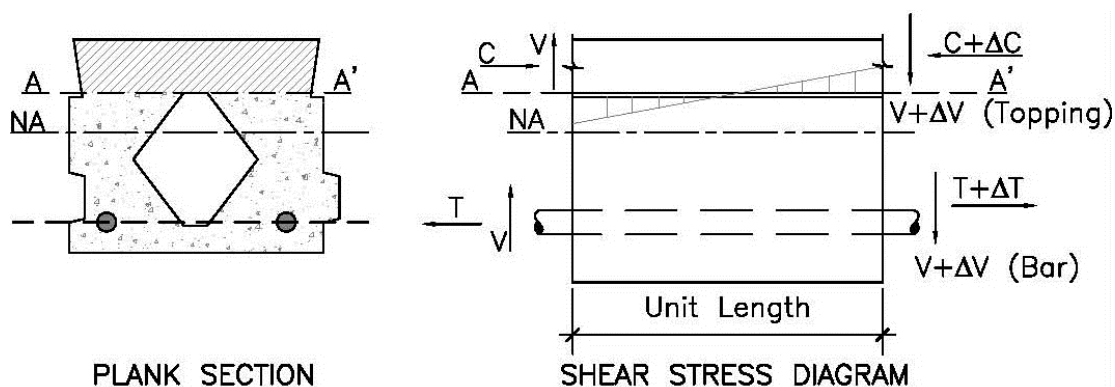 A
A'
NA
PLANK SECTION
C
V
C+ΔC
A
A'
V+ΔV (Topping)
NA
T
V
T+ΔT
V+ΔV (Bar)
Unit Length
SHEAR STRESS DIAGRAM